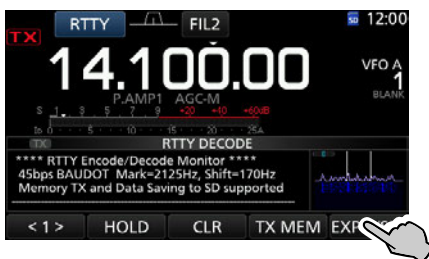 RTTY FIL2 SD 12:00
TX
14.100.00 VFO A
1
P.AMP1 AGC-M BLANK
S 1 3 5 7 9 +20 +40 +60dB
Io 0 5 10 15 20 25A
TX RTTY DECODE
**** RTTY Encode/Decode Monitor ****
45bps BAUDOT Mark=2125Hz, Shift=170Hz
Memory TX and Data Saving to SD supported
< 1 > HOLD CLR TX MEM